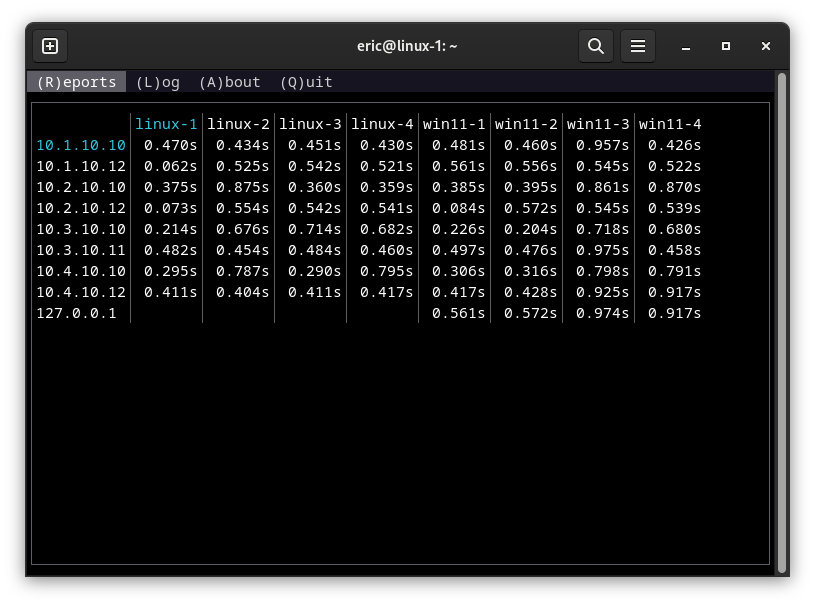 eric@linux-1: ~
(R)eports (L)og (A)bout (Q)uit
linux-1 linux-2 linux-3 linux-4 win11-1 win11-2 win11-3 win11-4
10.1.10.10 0.470s 0.434s 0.451s 0.430s 0.481s 0.460s 0.957s 0.426s
10.1.10.12 0.062s 0.525s 0.542s 0.521s 0.561s 0.556s 0.545s 0.522s
10.2.10.10 0.375s 0.875s 0.360s 0.359s 0.385s 0.395s 0.861s 0.870s
10.2.10.12 0.073s 0.554s 0.542s 0.541s 0.084s 0.572s 0.545s 0.539s
10.3.10.10 0.214s 0.676s 0.714s 0.682s 0.226s 0.204s 0.718s 0.680s
10.3.10.11 0.482s 0.454s 0.484s 0.460s 0.497s 0.476s 0.975s 0.458s
10.4.10.10 0.295s 0.787s 0.290s 0.795s 0.306s 0.316s 0.798s 0.791s
10.4.10.12 0.411s 0.404s 0.411s 0.417s 0.417s 0.428s 0.925s 0.917s
127.0.0.1 0.561s 0.572s 0.974s 0.917s